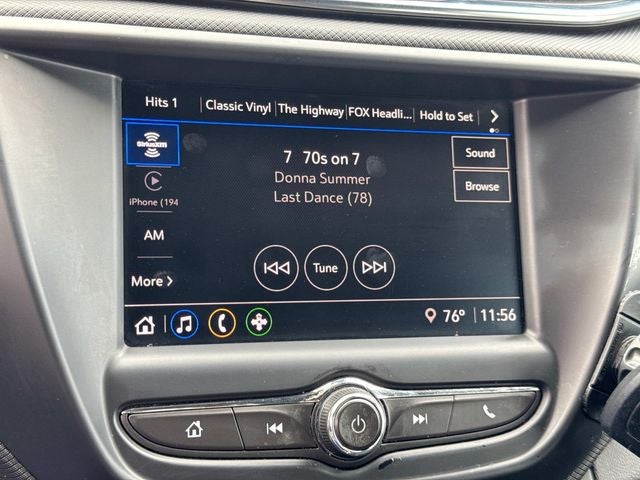 Hits 1 Classic Vinyl The Highway FOX Headli... Hold to Set
SiriusXM
7 70s on 7
Sound
Donna Summer
Browse
Last Dance (78)
iPhone (194
AM
Tune
More
76° 11:56